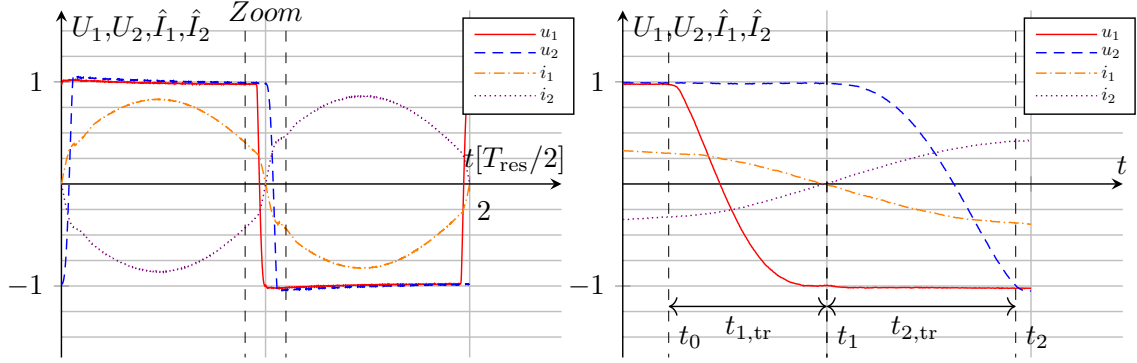 Zoom
U₁,U₂,Î₁,Î₂
u₁
u₂
i₁
i₂
1
t[T_res/2]
2
−1
U₁,U₂,Î₁,Î₂
u₁
u₂
i₁
i₂
1
t
−1
t₁,tr
t₂,tr
t₀
t₁
t₂